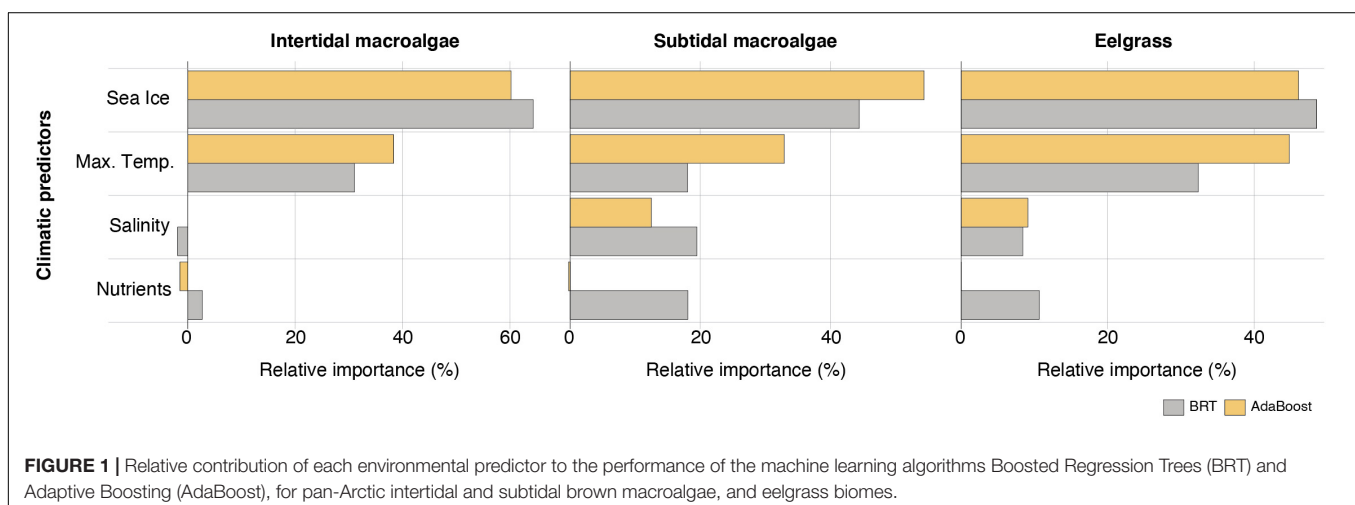 Intertidal macroalgae Subtidal macroalgae Eelgrass
Climatic predictors
Sea Ice
Max. Temp.
Salinity
Nutrients
0 20 40 60 0 20 40 0 20 40
Relative importance (%) Relative importance (%) Relative importance (%)
BRT AdaBoost
FIGURE 1 | Relative contribution of each environmental predictor to the performance of the machine learning algorithms Boosted Regression Trees (BRT) and
Adaptive Boosting (AdaBoost), for pan-Arctic intertidal and subtidal brown macroalgae, and eelgrass biomes.